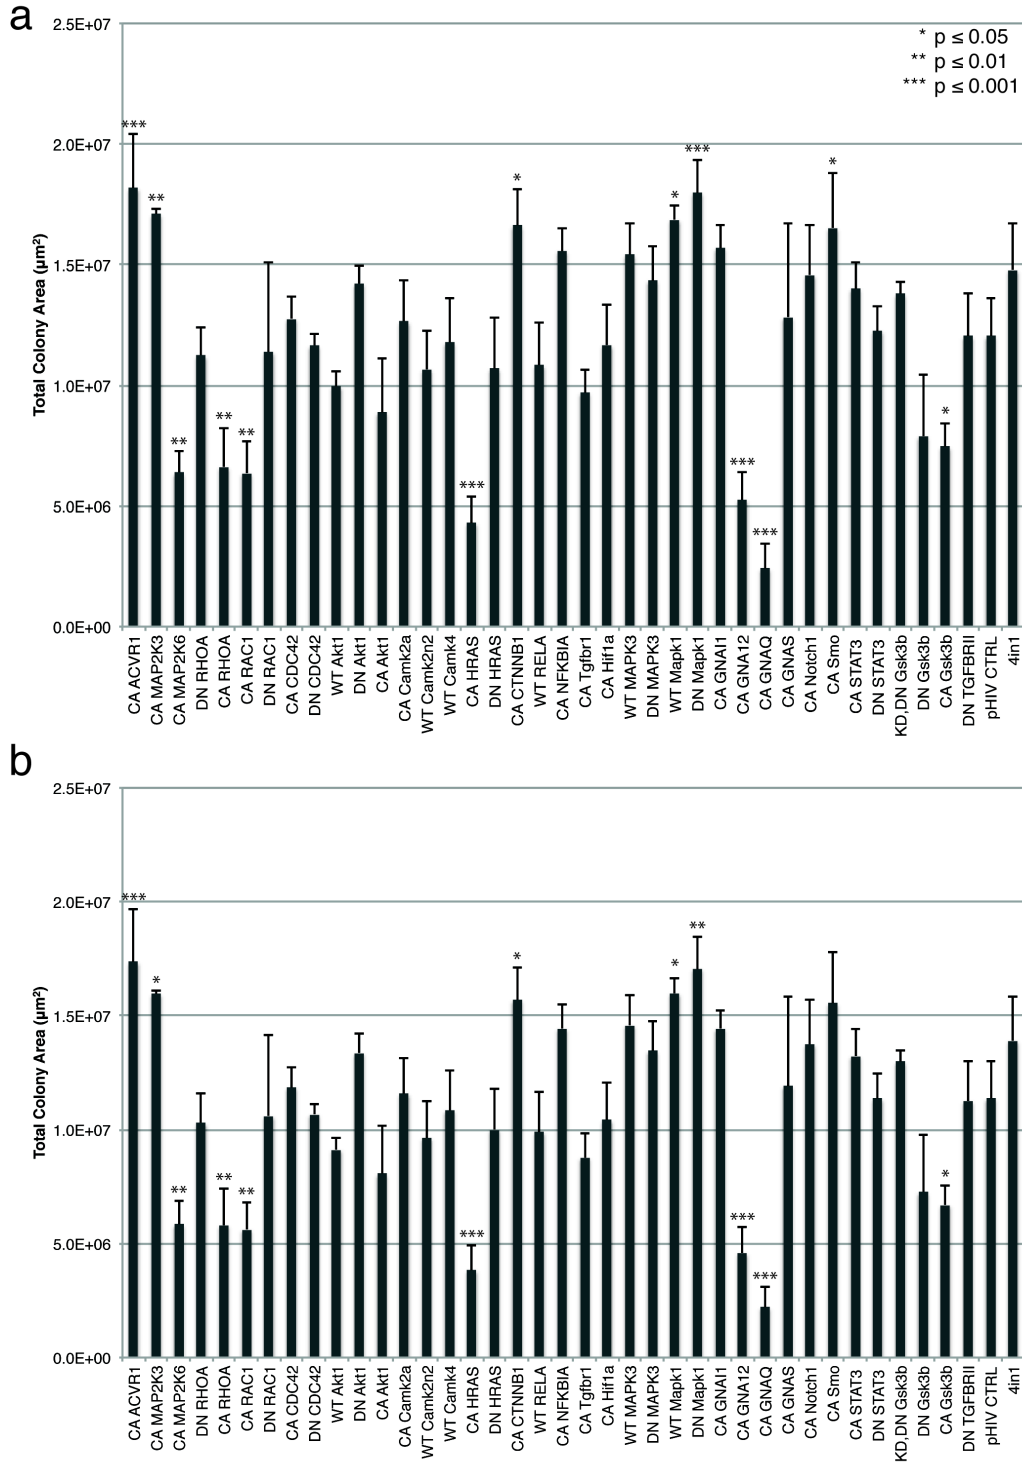 a
2.5E+07
* p ≤ 0.05
** p ≤ 0.01
*** p ≤ 0.001
2.0E+07
1.5E+07
1.0E+07
5.0E+06
0.0E+00
Total Colony Area (µm²)
*** ** ** ** ** *** * * *** *** *** * *
CA ACVR1
CA MAP2K3
CA MAP2K6
DN RHOA
CA RHOA
CA RAC1
DN RAC1
CA CDC42
DN CDC42
WT Akt1
DN Akt1
CA Akt1
CA Camk2a
WT Camk2n2
WT Camk4
CA HRAS
DN HRAS
CA CTNNB1
WT RELA
CA NFKBIA
CA Tgfbr1
CA Hif1a
WT MAPK3
DN MAPK3
WT Mapk1
DN Mapk1
CA GNAI1
CA GNA12
CA GNAQ
CA GNAS
CA Notch1
CA Smo
CA STAT3
DN STAT3
KD,DN Gsk3b
DN Gsk3b
CA Gsk3b
DN TGFBRII
pHIV CTRL
4in1
b
2.5E+07
2.0E+07
1.5E+07
1.0E+07
5.0E+06
0.0E+00
Total Colony Area (µm²)
*** * ** ** ** *** * * ** *** *** *
CA ACVR1
CA MAP2K3
CA MAP2K6
DN RHOA
CA RHOA
CA RAC1
DN RAC1
CA CDC42
DN CDC42
WT Akt1
DN Akt1
CA Akt1
CA Camk2a
WT Camk2n2
WT Camk4
CA HRAS
DN HRAS
CA CTNNB1
WT RELA
CA NFKBIA
CA Tgfbr1
CA Hif1a
WT MAPK3
DN MAPK3
WT Mapk1
DN Mapk1
CA GNAI1
CA GNA12
CA GNAQ
CA GNAS
CA Notch1
CA Smo
CA STAT3
DN STAT3
KD,DN Gsk3b
DN Gsk3b
CA Gsk3b
DN TGFBRII
pHIV CTRL
4in1